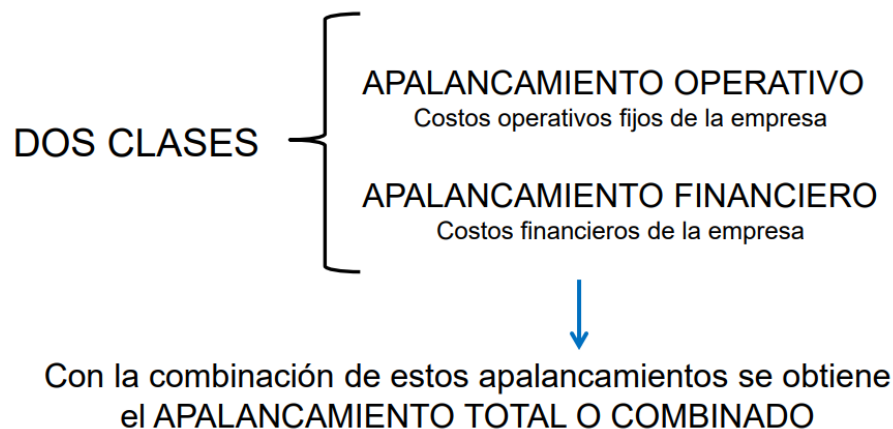 DOS CLASES
APALANCAMIENTO OPERATIVO
Costos operativos fijos de la empresa
APALANCAMIENTO FINANCIERO
Costos financieros de la empresa
Con la combinación de estos apalancamientos se obtiene
el APALANCAMIENTO TOTAL O COMBINADO